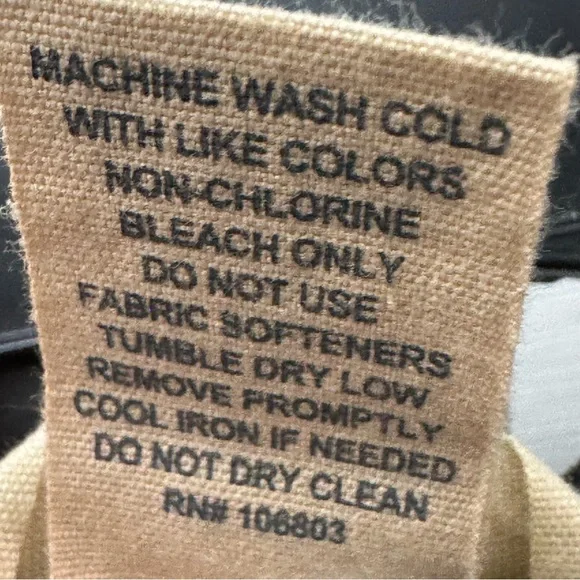 MACHINE WASH COLD
WITH LIKE COLORS
NON-CHLORINE
BLEACH ONLY
DO NOT USE
FABRIC SOFTENERS
TUMBLE DRY LOW
REMOVE PROMPTLY
COOL IRON IF NEEDED
DO NOT DRY CLEAN
RN# 106803